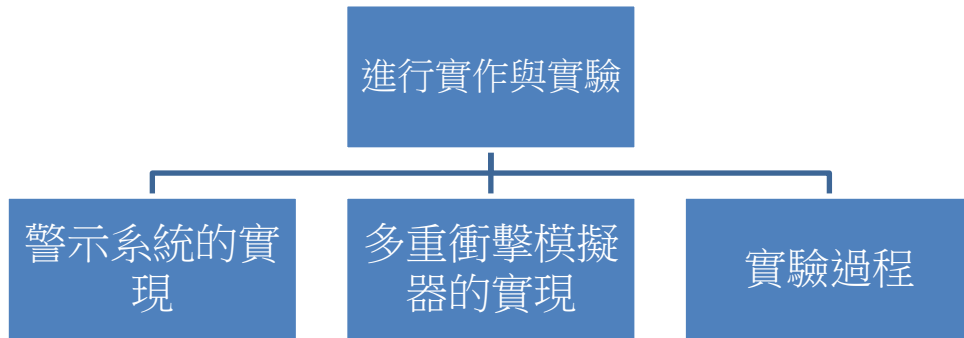 進行實作與實驗
警示系統的實
現
多重衝擊模擬
器的實現
實驗過程